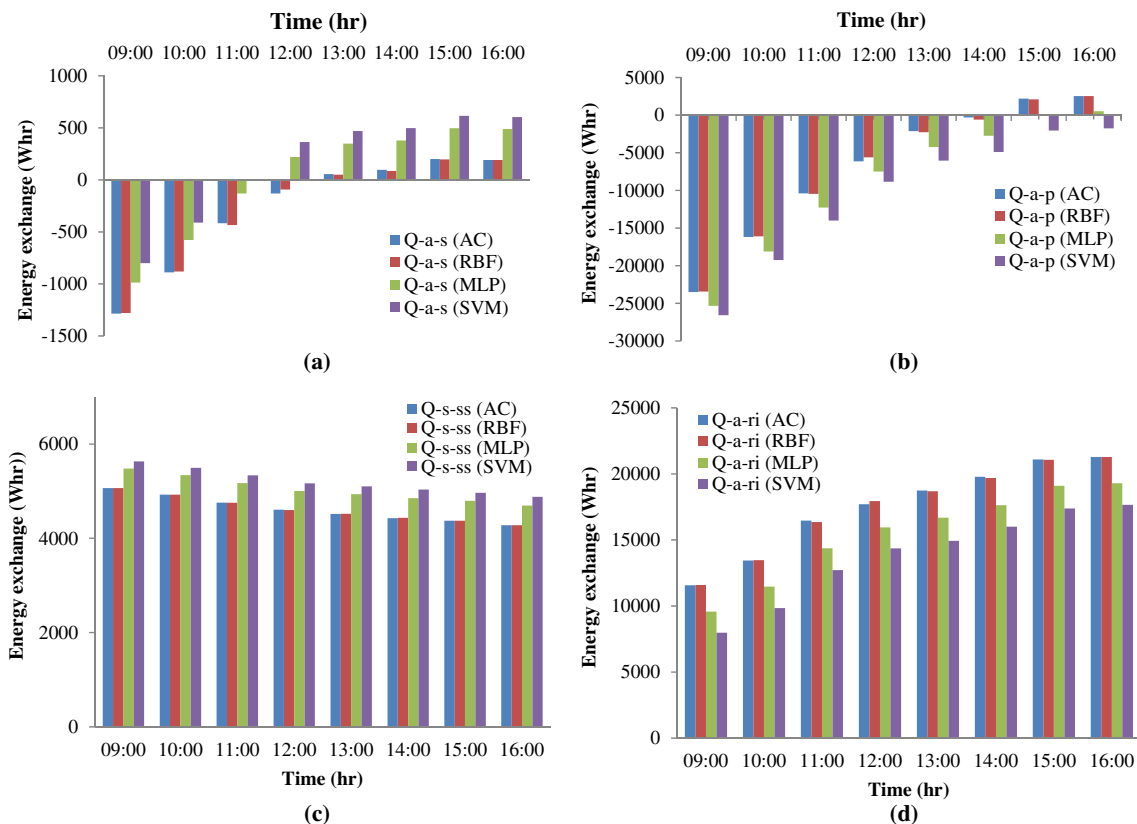 Time (hr)
09:00 10:00 11:00 12:00 13:00 14:00 15:00 16:00
1000
500
0
-500
-1000
-1500
Energy exchange (Whr)
Q-a-s (AC)
Q-a-s (RBF)
Q-a-s (MLP)
Q-a-s (SVM)
(a)
Time (hr)
09:00 10:00 11:00 12:00 13:00 14:00 15:00 16:00
5000
0
-5000
-10000
-15000
-20000
-25000
-30000
Energy exchange (Whr)
Q-a-p (AC)
Q-a-p (RBF)
Q-a-p (MLP)
Q-a-p (SVM)
(b)
Q-s-ss (AC)
Q-s-ss (RBF)
Q-s-ss (MLP)
Q-s-ss (SVM)
6000
4000
2000
0
Energy exchange (Whr))
09:00 10:00 11:00 12:00 13:00 14:00 15:00 16:00
Time (hr)
(c)
Q-a-ri (AC)
Q-a-ri (RBF)
Q-a-ri (MLP)
Q-a-ri (SVM)
25000
20000
15000
10000
5000
0
Energy exchange (Whr)
09:00 10:00 11:00 12:00 13:00 14:00 15:00 16:00
Time (hr)
(d)